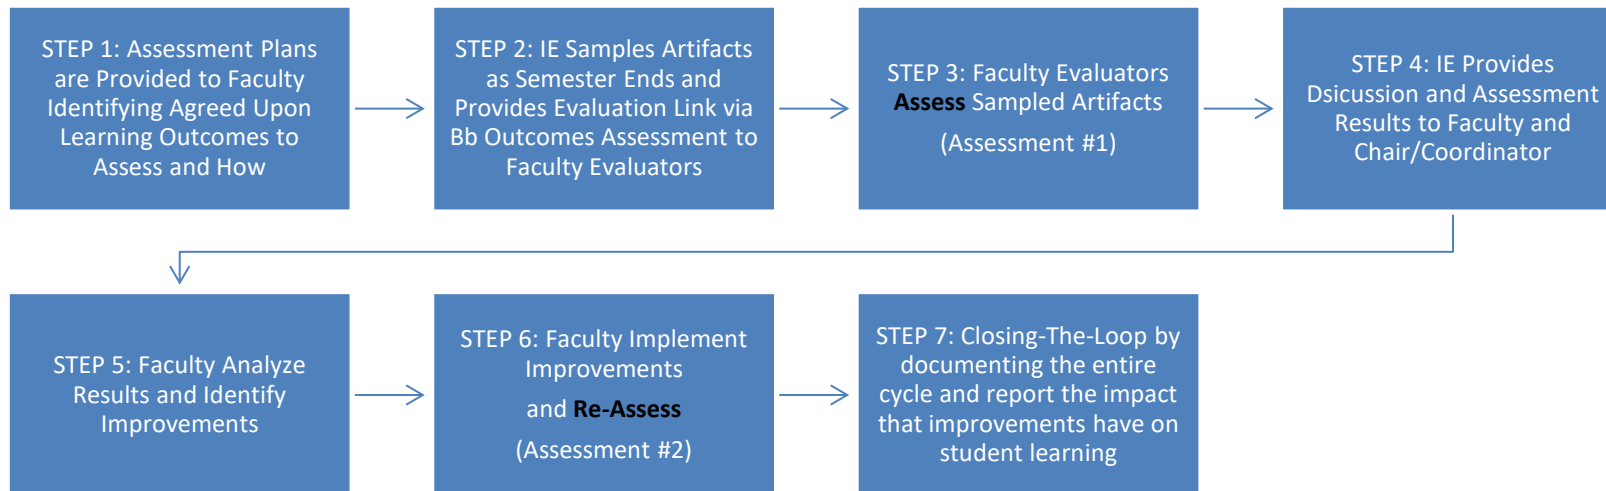 STEP 1: Assessment Plans
are Provided to Faculty
Identifying Agreed Upon
Learning Outcomes to
Assess and How
STEP 2: IE Samples Artifacts
as Semester Ends and
Provides Evaluation Link via
Bb Outcomes Assessment to
Faculty Evaluators
STEP 3: Faculty Evaluators
Assess Sampled Artifacts
(Assessment #1)
STEP 4: IE Provides
Dsicussion and Assessment
Results to Faculty and
Chair/Coordinator
STEP 5: Faculty Analyze
Results and Identify
Improvements
STEP 6: Faculty Implement
Improvements
and Re-Assess
(Assessment #2)
STEP 7: Closing-The-Loop by
documenting the entire
cycle and report the impact
that improvements have on
student learning